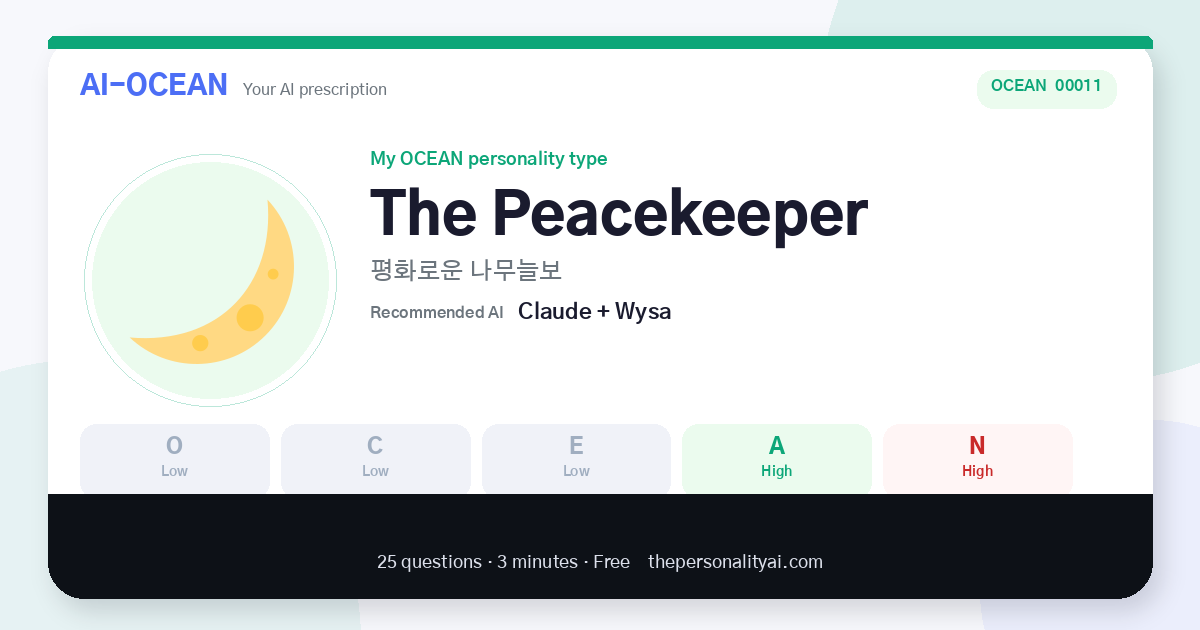 AI-OCEAN Your AI prescription
OCEAN 00011
My OCEAN personality type
The Peacekeeper
평화로운 나무늘보
Recommended AI Claude + Wysa
O
Low
C
Low
E
Low
A
High
N
High
25 questions · 3 minutes · Free thepersonalityai.com